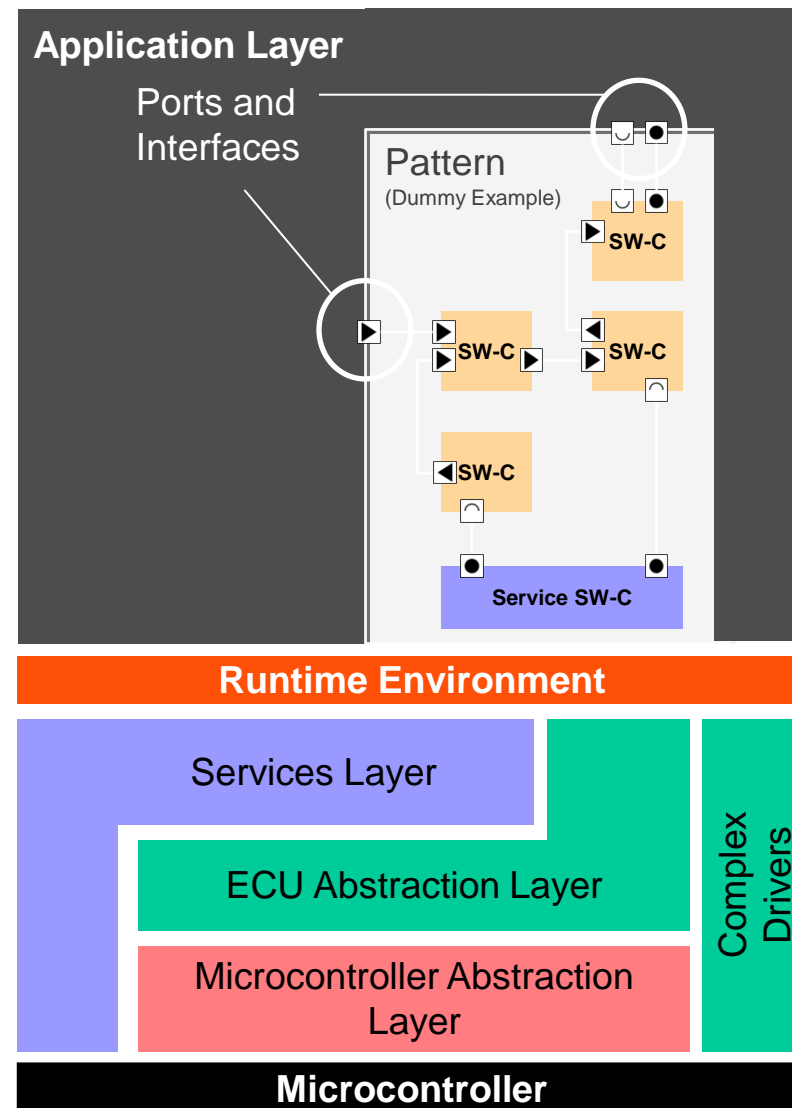 Application Layer
Ports and
Interfaces
Pattern
(Dummy Example)
SW-C
SW-C
SW-C
SW-C
Service SW-C
Runtime Environment
Services Layer
ECU Abstraction Layer
Complex
Drivers
Microcontroller Abstraction
Layer
Microcontroller